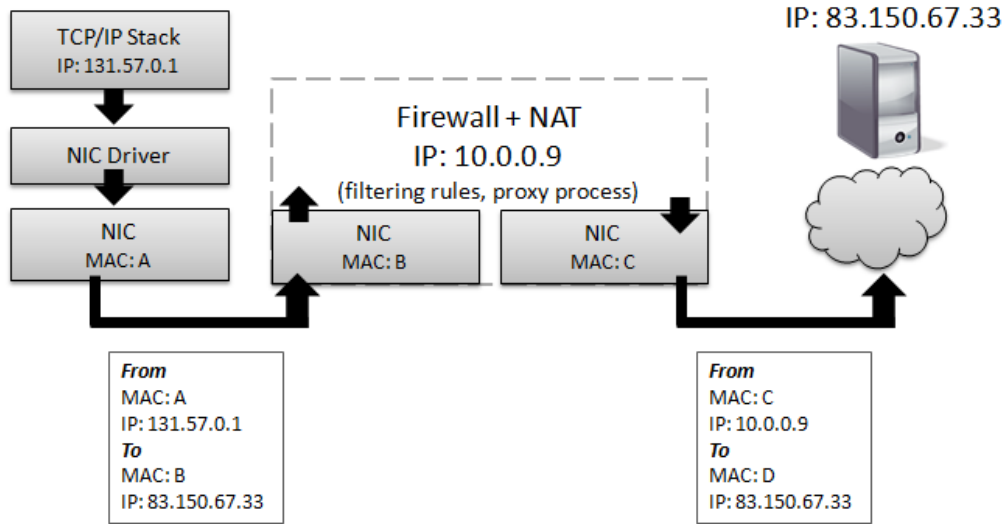 TCP/IP Stack
IP: 131.57.0.1
NIC Driver
NIC
MAC: A
Firewall + NAT
IP: 10.0.0.9
(filtering rules, proxy process)
NIC
MAC: B
NIC
MAC: C
IP: 83.150.67.33
From
MAC: A
IP: 131.57.0.1
To
MAC: B
IP: 83.150.67.33
From
MAC: C
IP: 10.0.0.9
To
MAC: D
IP: 83.150.67.33